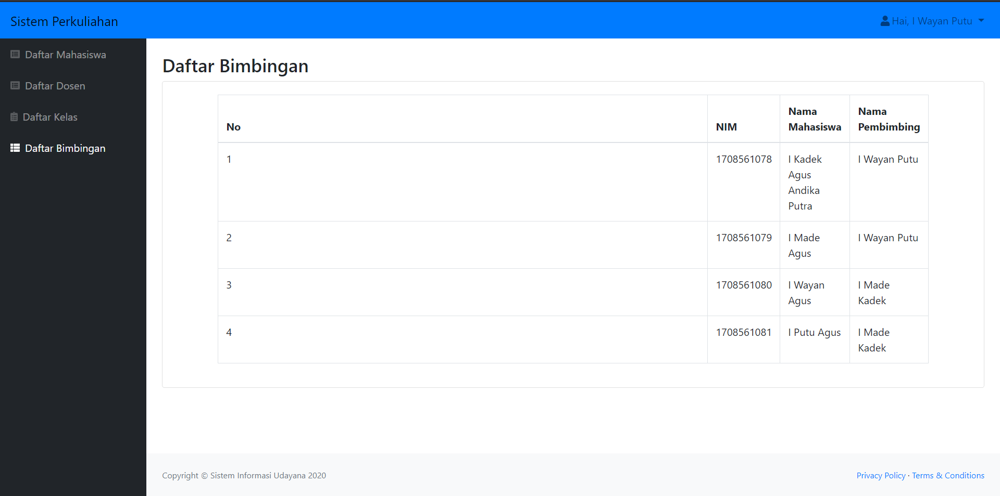 Sistem Perkuliahan
Hai, I Wayan Putu
Daftar Mahasiswa
Daftar Dosen
Daftar Kelas
Daftar Bimbingan
Daftar Bimbingan
No NIM Nama Mahasiswa Nama Pembimbing
1 1708561078 I Kadek Agus Andika Putra I Wayan Putu
2 1708561079 I Made Agus I Wayan Putu
3 1708561080 I Wayan Agus I Made Kadek
4 1708561081 I Putu Agus I Made Kadek
Copyright © Sistem Informasi Udayana 2020
Privacy Policy · Terms & Conditions